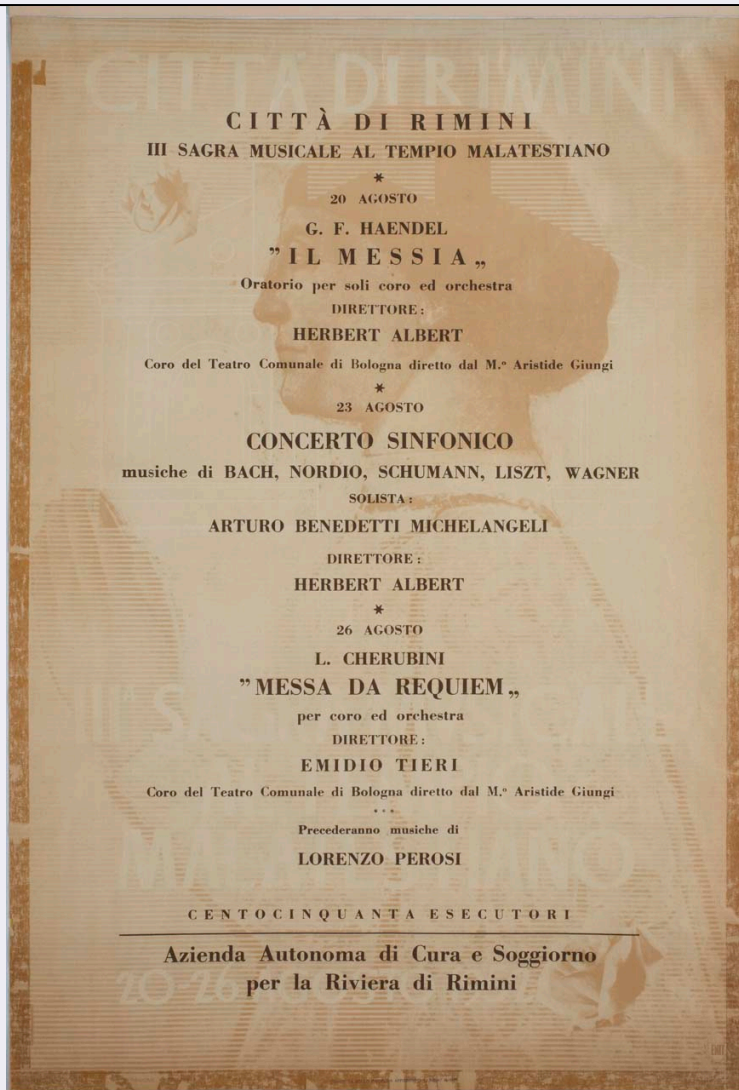 CITTÀ DI RIMINI
CITTÀ DI RIMINI
III SAGRA MUSICALE AL TEMPIO MALATESTIANO
*
20 AGOSTO
G. F. HAENDEL
”IL MESSIA„
Oratorio per soli coro ed orchestra
DIRETTORE:
HERBERT ALBERT
Coro del Teatro Comunale di Bologna diretto dal M.º Aristide Giungi
*
23 AGOSTO
CONCERTO SINFONICO
musiche di BACH, NORDIO, SCHUMANN, LISZT, WAGNER
SOLISTA:
ARTURO BENEDETTI MICHELANGELI
DIRETTORE:
HERBERT ALBERT
*
26 AGOSTO
L. CHERUBINI
”MESSA DA REQUIEM„
per coro ed orchestra
DIRETTORE:
EMIDIO TIERI
Coro del Teatro Comunale di Bologna diretto dal M.º Aristide Giungi
***
Precederanno musiche di
LORENZO PEROSI
MALATESTIANO
CENTOCINQUANTA ESECUTORI
Azienda Autonoma di Cura e Soggiorno
per la Riviera di Rimini